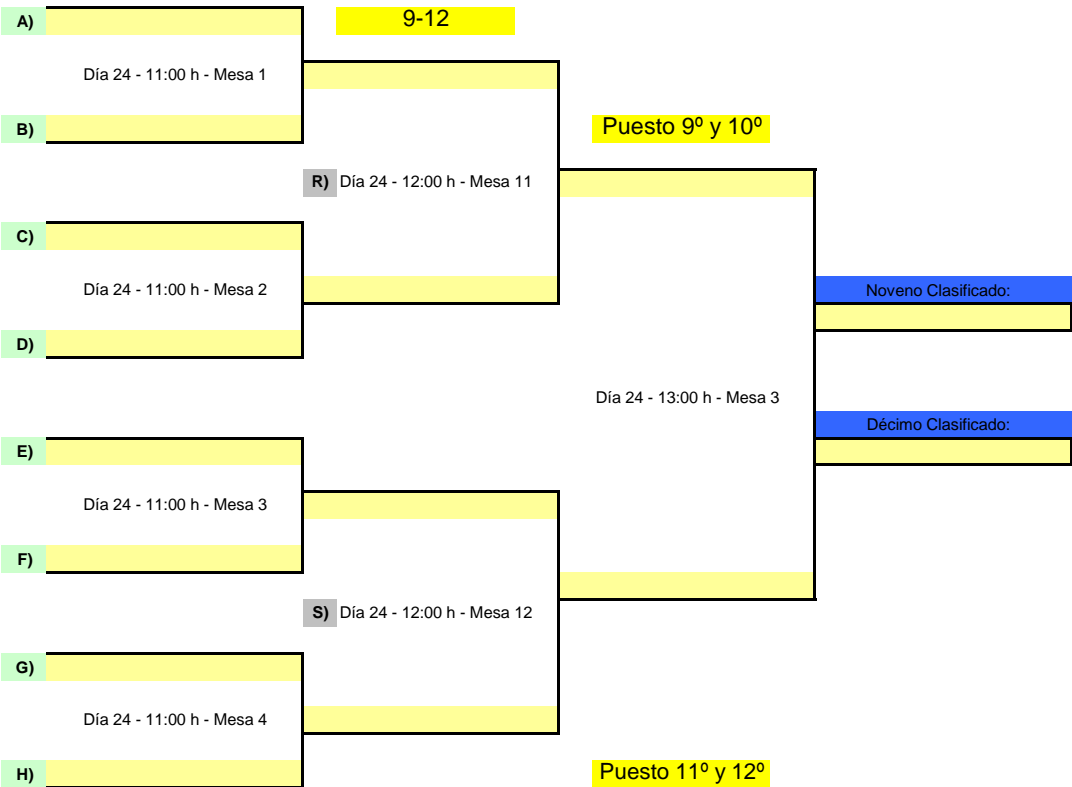 A)
9-12
Día 24 - 11:00 h - Mesa 1
B)
Puesto 9º y 10º
R) Día 24 - 12:00 h - Mesa 11
C)
Día 24 - 11:00 h - Mesa 2
Noveno Clasificado:
D)
Día 24 - 13:00 h - Mesa 3
Décimo Clasificado:
E)
Día 24 - 11:00 h - Mesa 3
F)
S) Día 24 - 12:00 h - Mesa 12
G)
Día 24 - 11:00 h - Mesa 4
H)
Puesto 11º y 12º